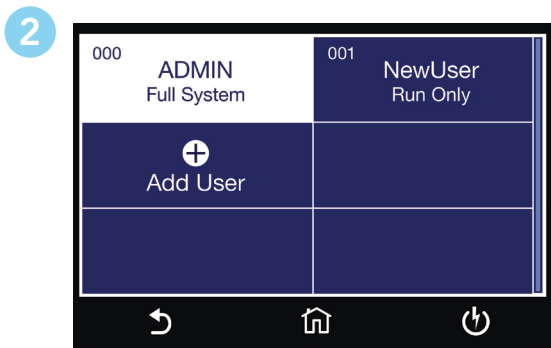 2
000
ADMIN
Full System
001
NewUser
Run Only
Add User